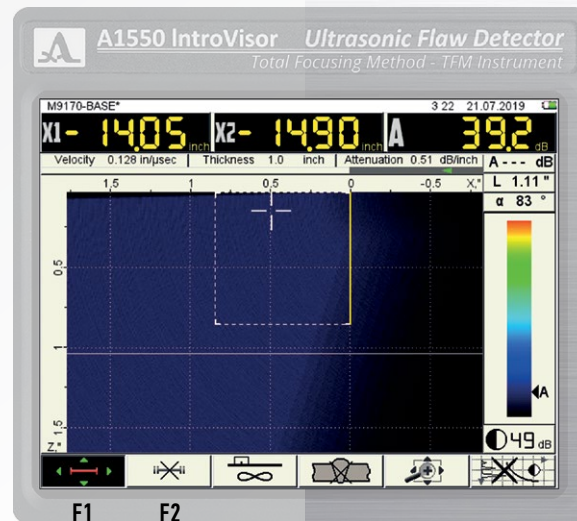 A1550 IntroVisor Ultrasonic Flaw Detector
Total Focusing Method - TFM Instrument
M9170-BASE* 3 22 21.07.2019
X1- 14.05 inch X2- 14.90 inch A 39.2 dB
Velocity 0.128 in/µsec | Thickness 1.0 inch | Attenuation 0.51 dB/inch A - - - dB
L 1.11 "
1,5 1 0,5 0 -0,5 X,"
α 83 °
0,5
1
A
1,5
Z,"
49 dB
F1 F2